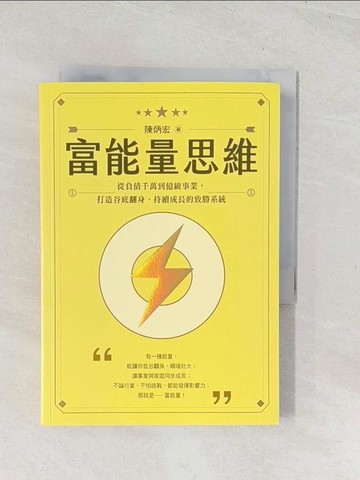 陳炳宏 著
富能量思維
從負債千萬到億級事業，
打造谷底翻身、持續成長的致勝系統
❝
有一種能量，
能讓你低谷翻身，順境壯大；
讓事業與家庭同步成長；
不論行業，不怕挑戰，都能發揮影響力；
那就是——富能量！
❞